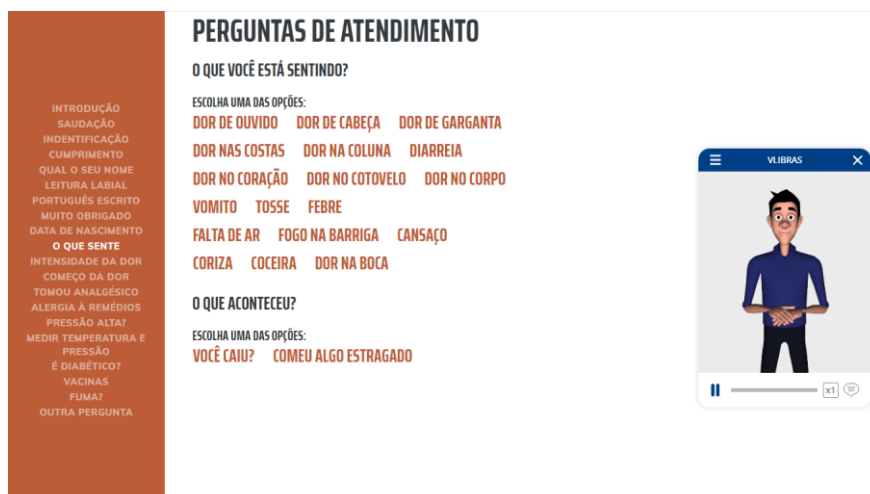 PERGUNTAS DE ATENDIMENTO
O QUE VOCÊ ESTÁ SENTINDO?
ESCOLHA UMA DAS OPÇÕES:
DOR DE OUVIDO DOR DE CABEÇA DOR DE GARGANTA
DOR NAS COSTAS DOR NA COLUNA DIARREIA
DOR NO CORAÇÃO DOR NO COTOVELO DOR NO CORPO
VOMITO TOSSE FEBRE
FALTA DE AR FOGO NA BARRIGA CANSAÇO
CORIZA COCEIRA DOR NA BOCA
O QUE ACONTECEU?
ESCOLHA UMA DAS OPÇÕES:
VOCÊ CAIU? COMEU ALGO ESTRAGADO
INTRODUÇÃO
SAUDAÇÃO
INDENTIFICAÇÃO
CUMPRIMENTO
QUAL O SEU NOME
LEITURA LABIAL
PORTUGUÊS ESCRITO
MUITO OBRIGADO
DATA DE NASCIMENTO
O QUE SENTE
INTENSIDADE DA DOR
COMEÇO DA DOR
TOMOU ANALGÉSICO
ALERGIA À REMÉDIOS
PRESSÃO ALTA?
MEDIR TEMPERATURA E
PRESSÃO
É DIABÉTICO?
VACINAS
FUMA?
OUTRA PERGUNTA
VLIBRAS
x1